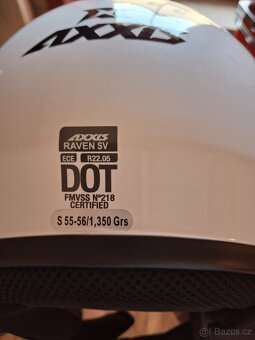 AXXIS
AXXIS
RAVEN SV
ECE R22.05
DOT
FMVSS Nº218
CERTIFIED
S 55-56/1,350 Grs
© Bazos.cz